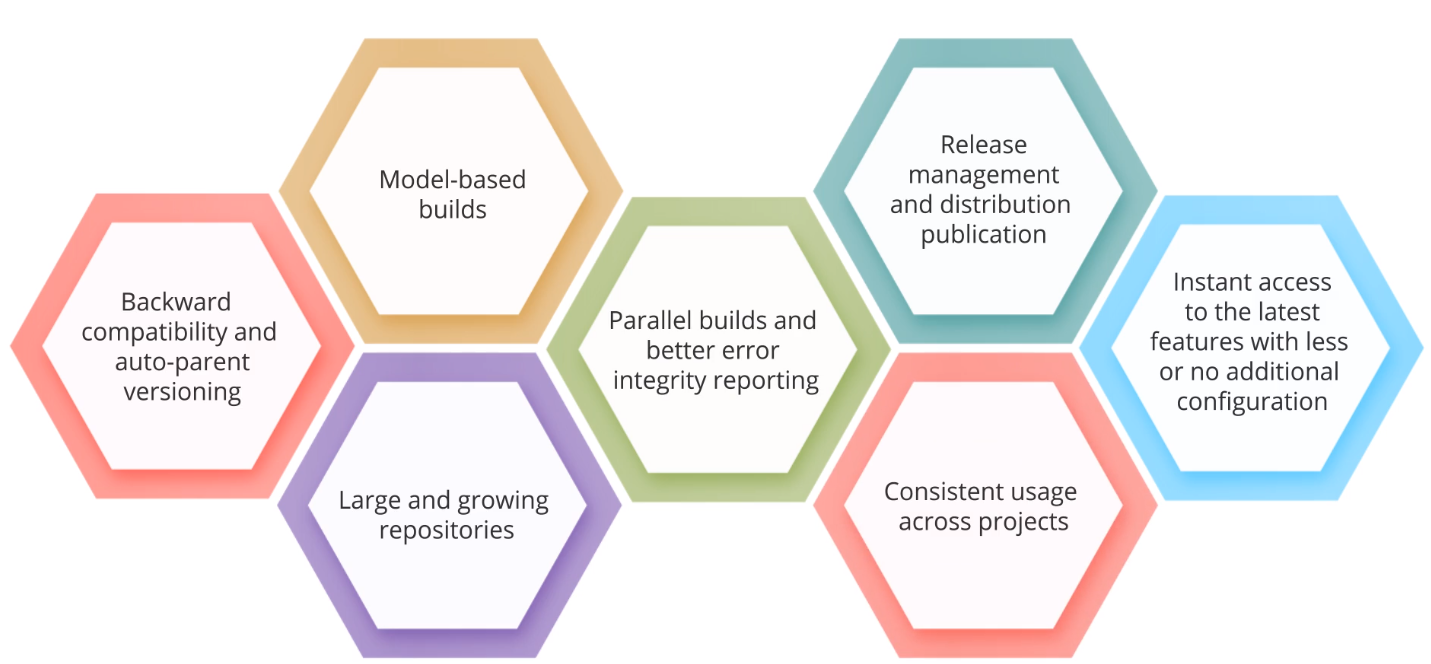 Backward
compatibility and
auto-parent
versioning
Model-based
builds
Large and growing
repositories
Parallel builds and
better error
integrity reporting
Release
management
and distribution
publication
Consistent usage
across projects
Instant access
to the latest
features with less
or no additional
configuration